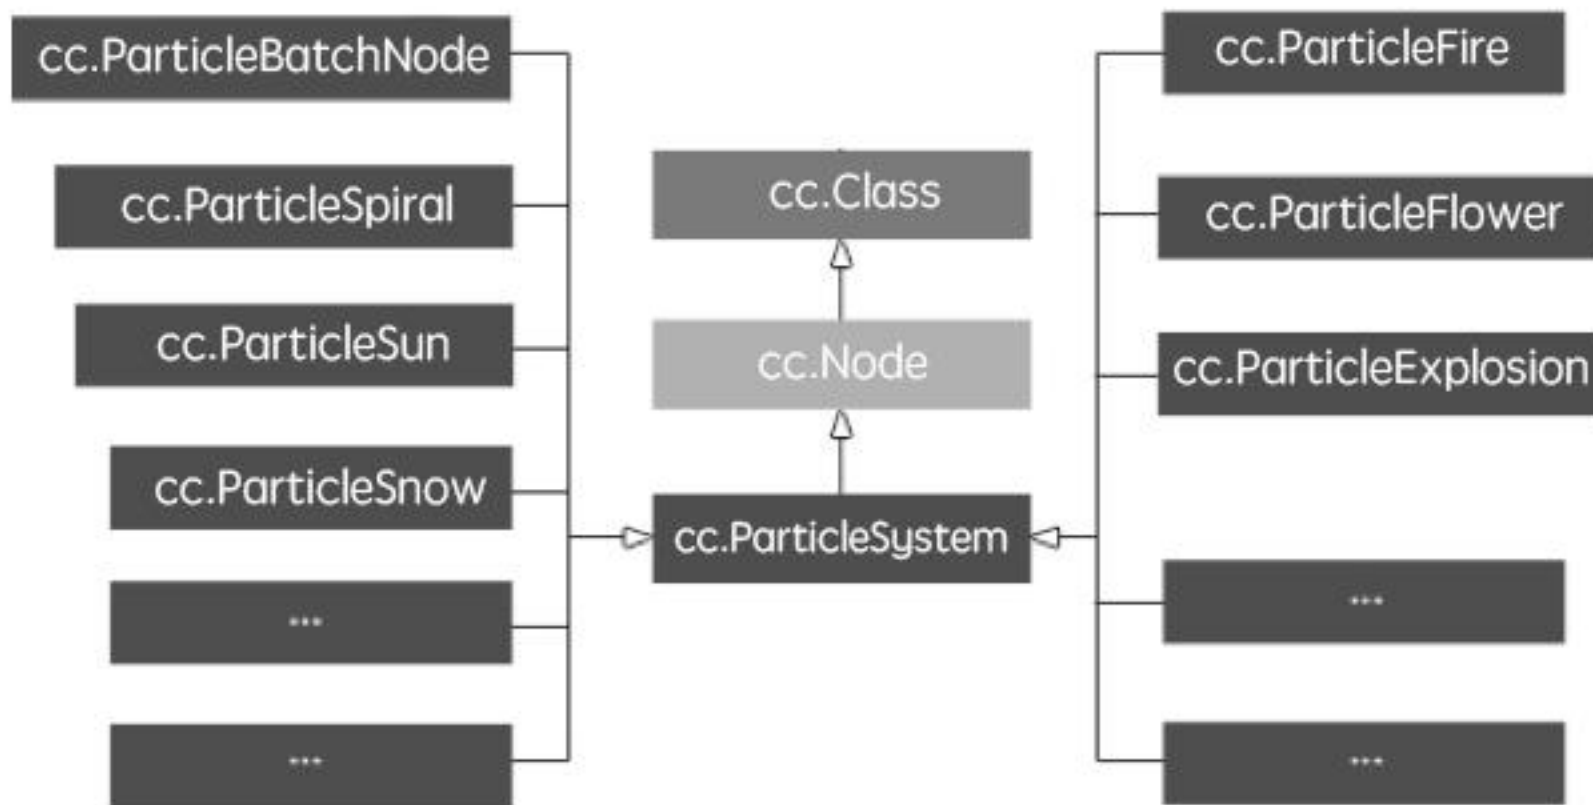 cc.ParticleBatchNode
cc.ParticleSpiral
cc.ParticleSun
cc.ParticleSnow
...
...
cc.Class
cc.Node
cc.ParticleSystem
cc.ParticleFire
cc.ParticleFlower
cc.ParticleExplosion
...
...